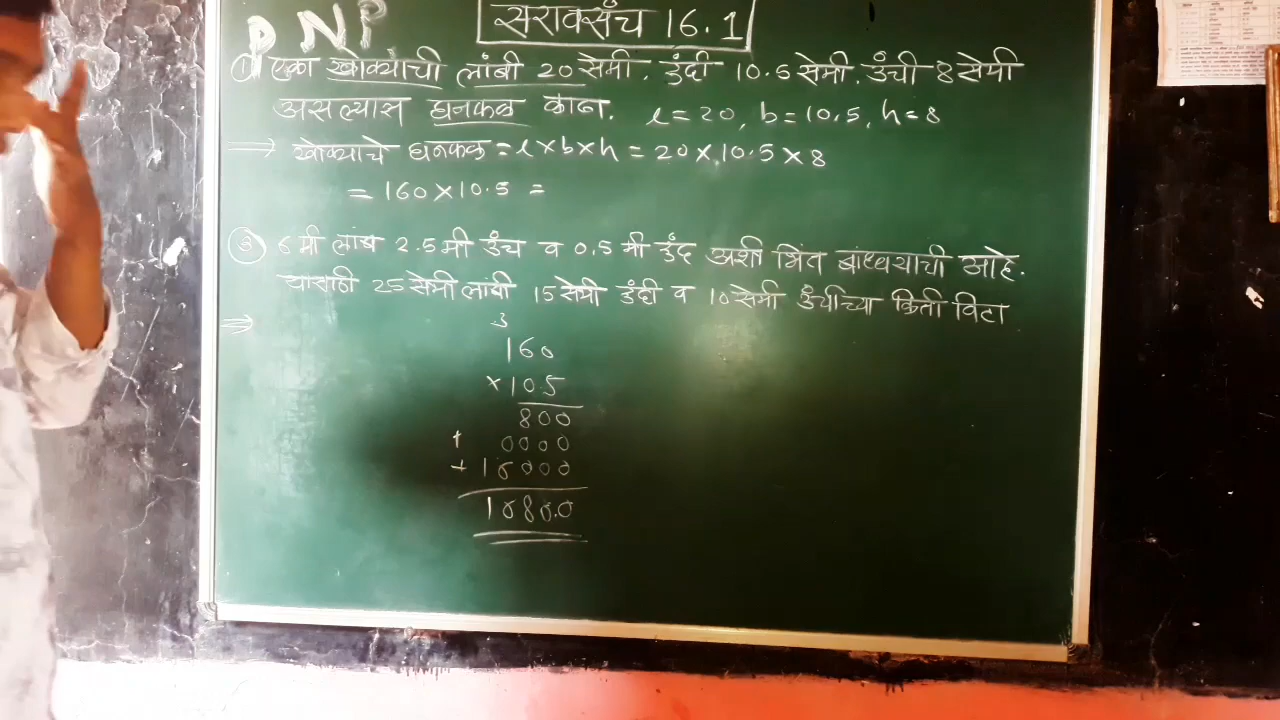 DNP
सरावसंच 16.1
① एका खोक्याची लांबी 20 सेमी. रुंदी 10.5 सेमी. उंची 8 सेमी
असल्यास घनफळ काढा. l = 20, b = 10.5, h = 8
⟶ खोक्याचे घनफळ = l × b × h = 20 × 10.5 × 8
= 160 × 10.5 =
③ 6 मी लांब 2.5 मी उंच व 0.5 मी रुंद अशी भिंत बांधवयाची आहे.
यासाठी 25 सेमी लांबी 15 सेमी रुंदी व 10 सेमी उंचीच्या किती विटा
⇒
3
160
× 10.5
800
+ 0000
+ 16000
1680.0